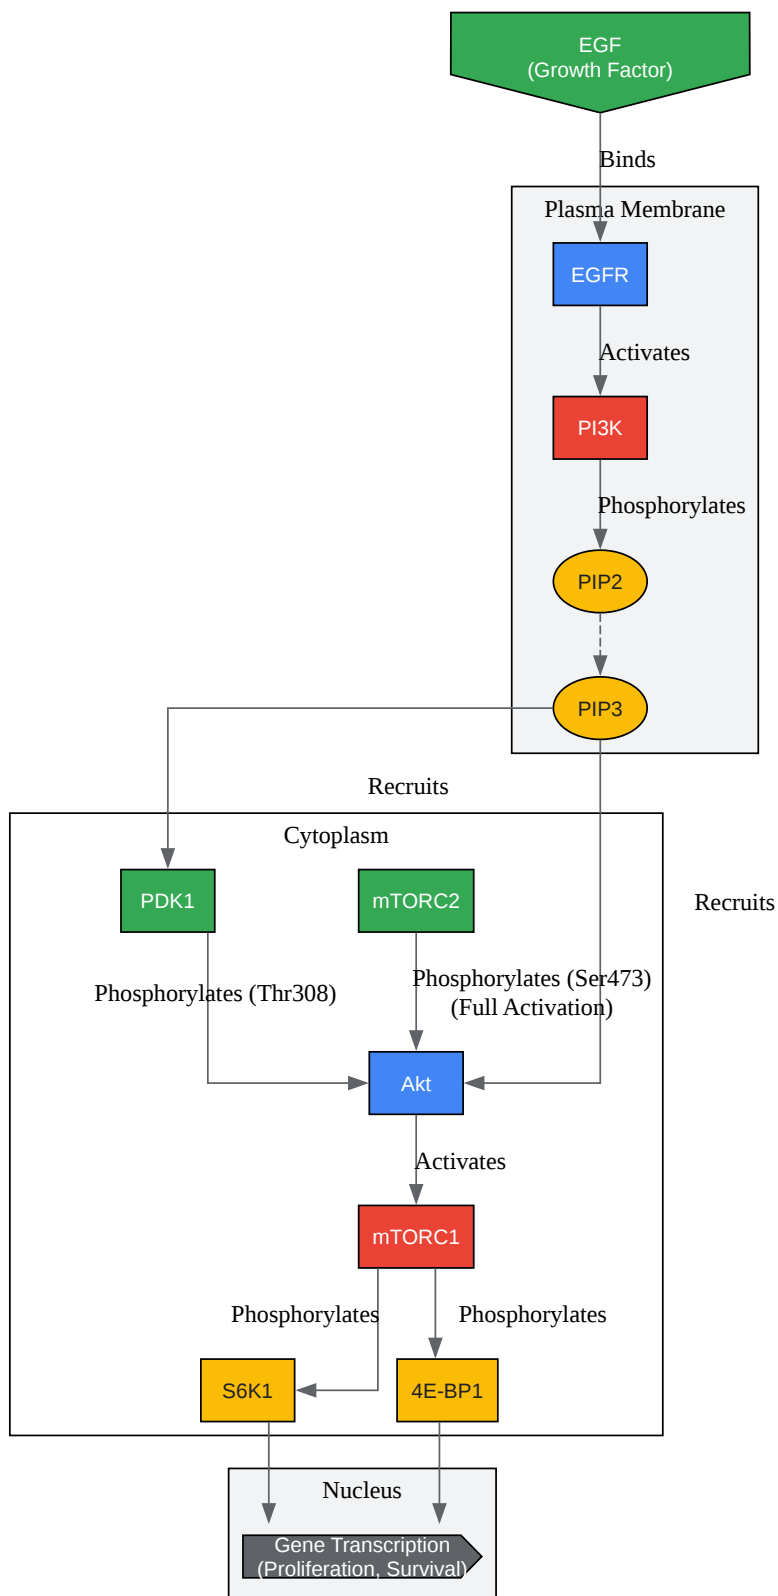 EGF
(Growth Factor)
Binds
Plasma Membrane
EGFR
Activates
PI3K
Phosphorylates
PIP2
PIP3
Recruits
Cytoplasm
PDK1
mTORC2
Recruits
Phosphorylates (Thr308)
Phosphorylates (Ser473)
(Full Activation)
Akt
Activates
mTORC1
Phosphorylates
Phosphorylates
S6K1
4E-BP1
Nucleus
Gene Transcription
(Proliferation, Survival)